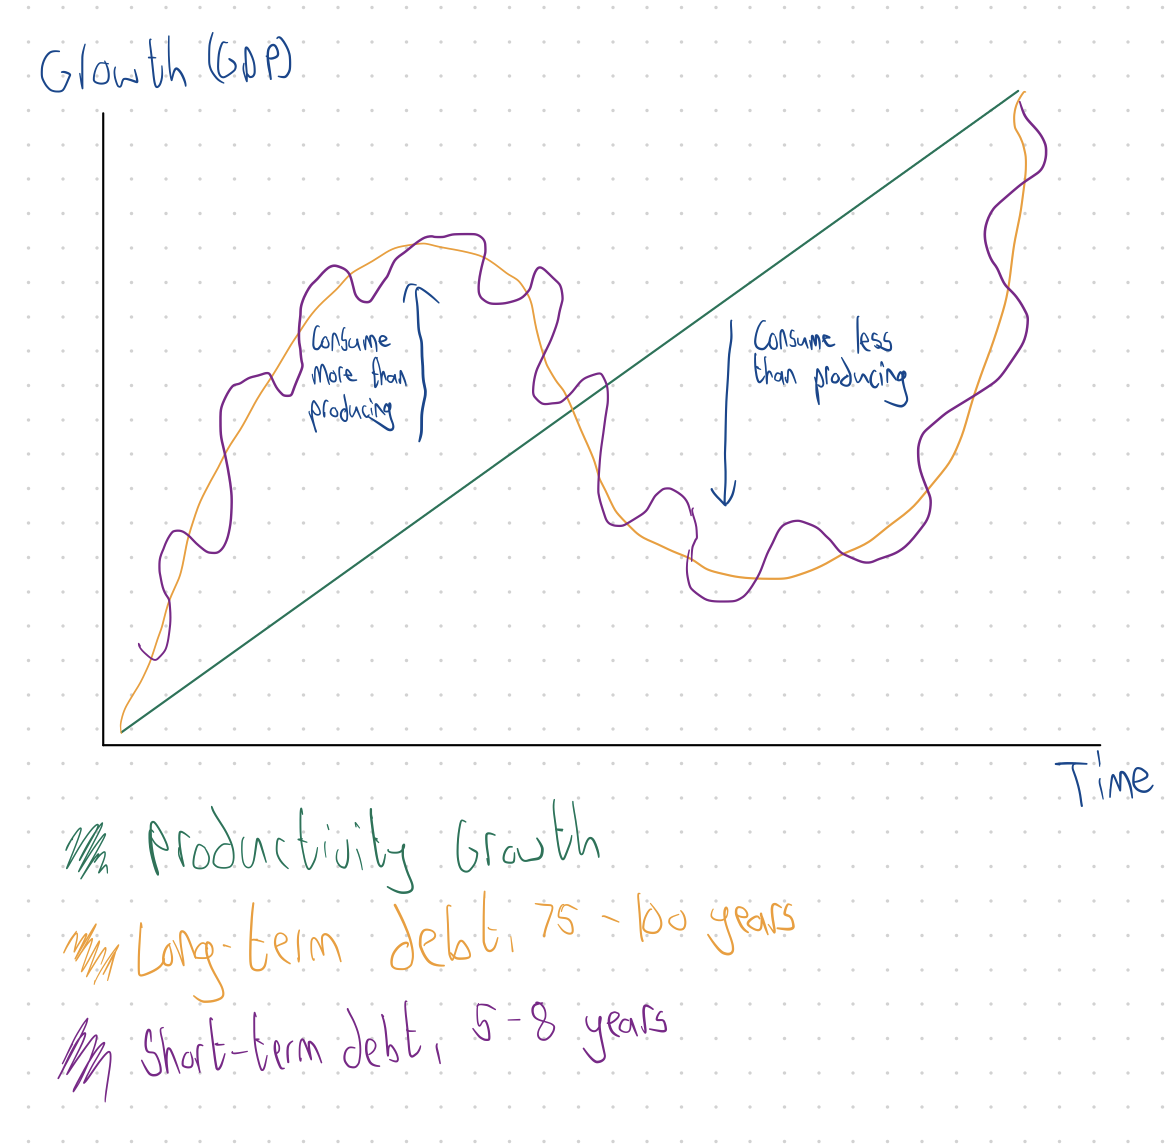 Growth (GDP)
Consume
more than
producing
Consume less
than producing
Time
Productivity Growth
Long-term debt, 75-100 years
Short-term debt, 5-8 years